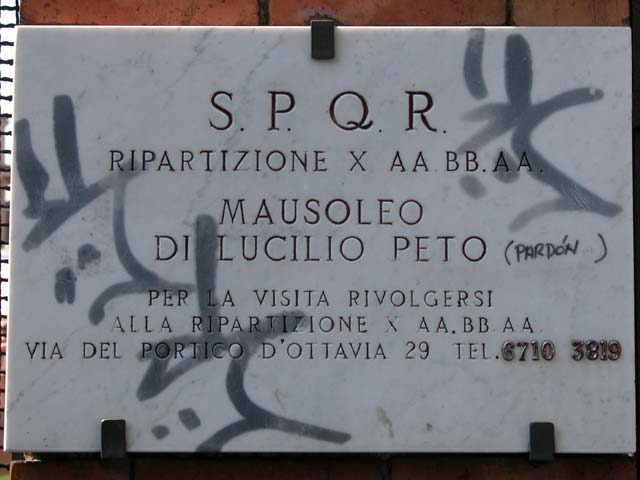 S. P. Q. R.
RIPARTIZIONE X AA.BB.AA.
MAUSOLEO
DI LUCILIO PETO (PARDÓN...)
PER LA VISITA RIVOLGERSI
ALLA RIPARTIZIONE X AA.BB.AA.
VIA DEL PORTICO D'OTTAVIA 29 TEL.6710 3819